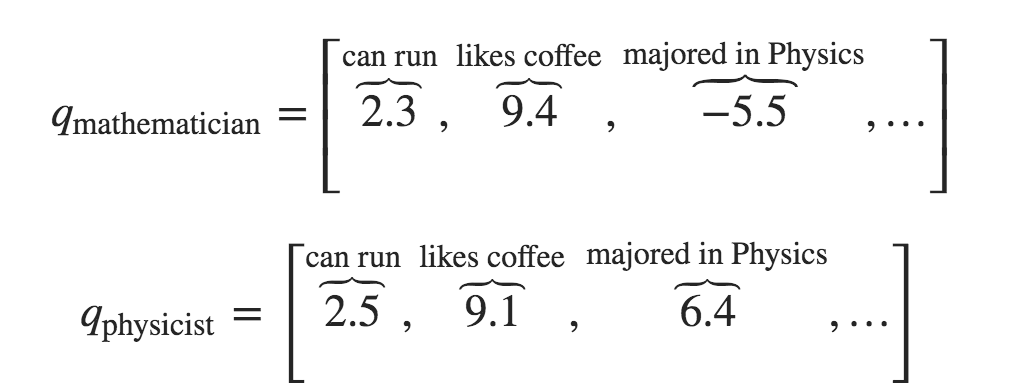 can run likes coffee majored in Physics
q_mathematician = [ 2.3 , 9.4 , −5.5 , … ]
can run likes coffee majored in Physics
q_physicist = [ 2.5 , 9.1 , 6.4 , … ]